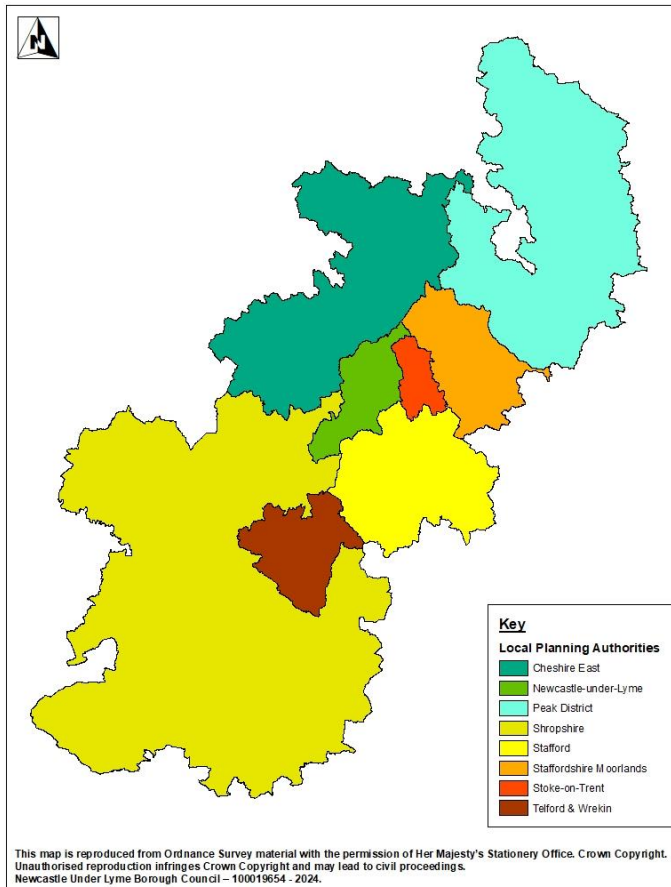 N
Key
Local Planning Authorities
Cheshire East
Newcastle-under-Lyme
Peak District
Shropshire
Stafford
Staffordshire Moorlands
Stoke-on-Trent
Telford & Wrekin
This map is reproduced from Ordnance Survey material with the permission of Her Majesty's Stationery Office. Crown Copyright.
Unauthorised reproduction infringes Crown Copyright and may lead to civil proceedings.
Newcastle Under Lyme Borough Council – 100019654 - 2024.